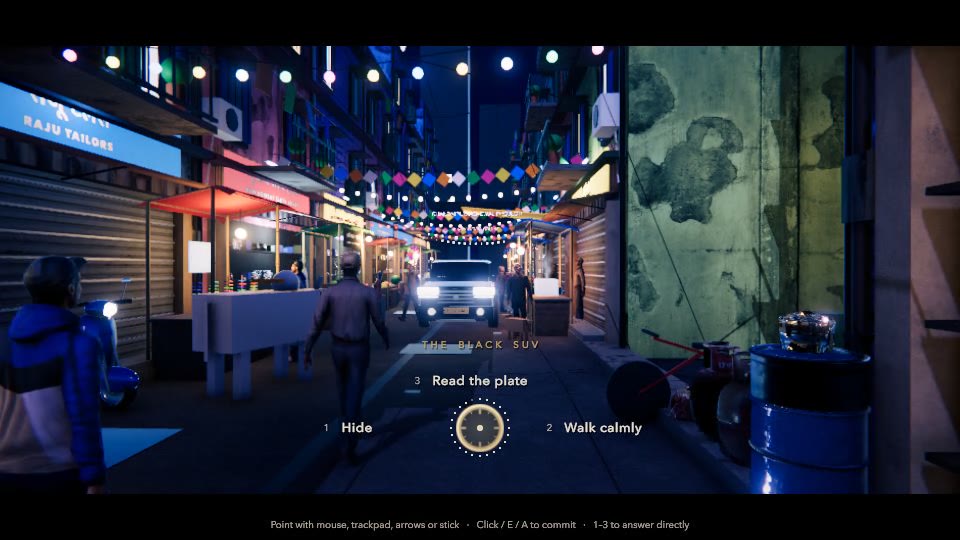 RAJU TAILORS
THE BLACK SUV
3 Read the plate
1 Hide
2 Walk calmly
Point with mouse, trackpad, arrows or stick · Click / E / A to commit · 1–3 to answer directly